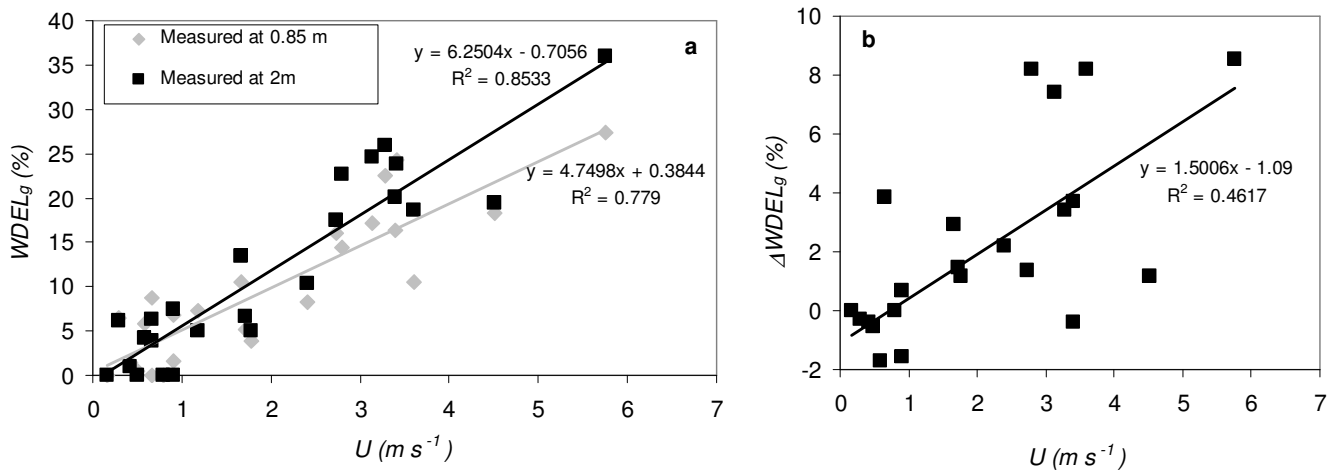 40
35
30
25
20
15
10
5
0
WDELg (%)
Measured at 0.85 m
Measured at 2m
a
y = 6.2504x - 0.7056
R² = 0.8533
y = 4.7498x + 0.3844
R² = 0.779
0 1 2 3 4 5 6 7
U (m s⁻¹)
10
8
6
4
2
0
-2
ΔWDELg (%)
b
y = 1.5006x - 1.09
R² = 0.4617
0 1 2 3 4 5 6 7
U (m s⁻¹)